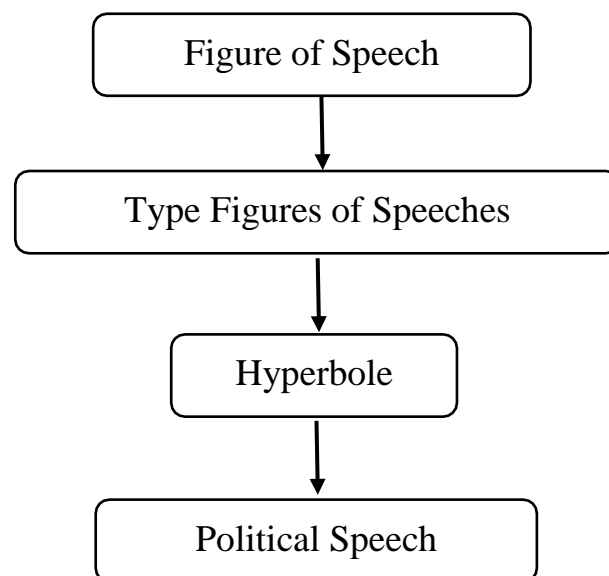 Figure of Speech
Type Figures of Speeches
Hyperbole
Political Speech